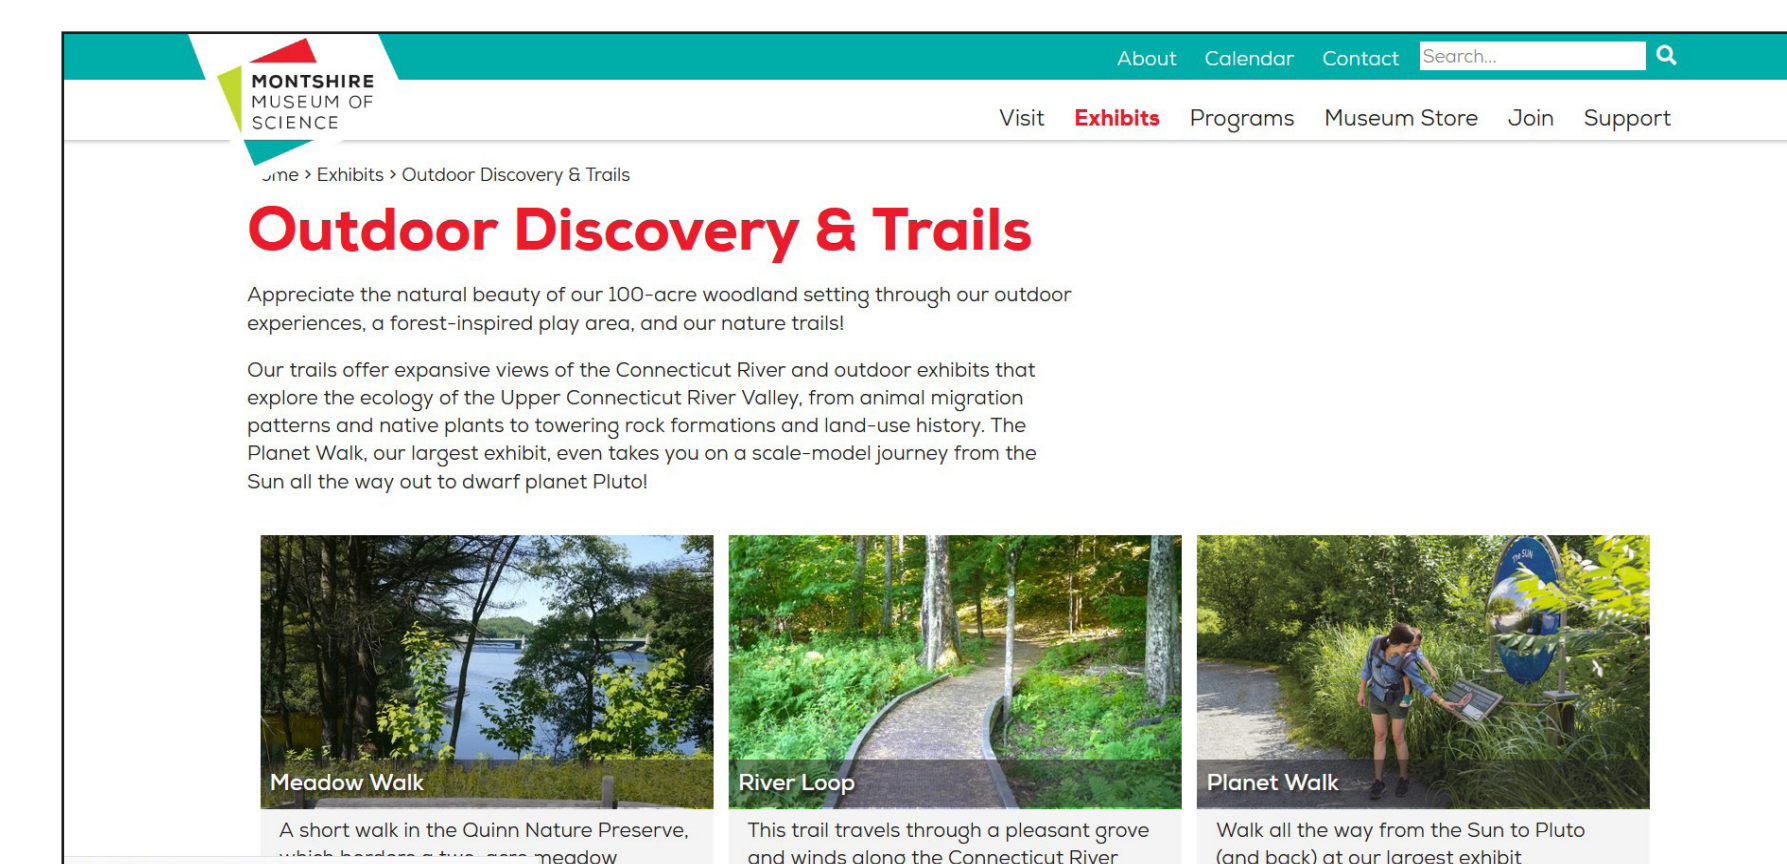 About Calendar Contact Search...
MONTSHIRE
MUSEUM OF
SCIENCE
Visit Exhibits Programs Museum Store Join Support
> Exhibits > Outdoor Discovery & Trails
Outdoor Discovery & Trails
Appreciate the natural beauty of our 100-acre woodland setting through our outdoor
experiences, a forest-inspired play area, and our nature trails!
Our trails offer expansive views of the Connecticut River and outdoor exhibits that
explore the ecology of the Upper Connecticut River Valley, from animal migration
patterns and native plants to towering rock formations and land-use history. The
Planet Walk, our largest exhibit, even takes you on a scale-model journey from the
Sun all the way out to dwarf planet Pluto!
The SUN
Meadow Walk
River Loop
Planet Walk
A short walk in the Quinn Nature Preserve,
which borders a two-acre meadow
This trail travels through a pleasant grove
and winds along the Connecticut River
Walk all the way from the Sun to Pluto
(and back) at our largest exhibit